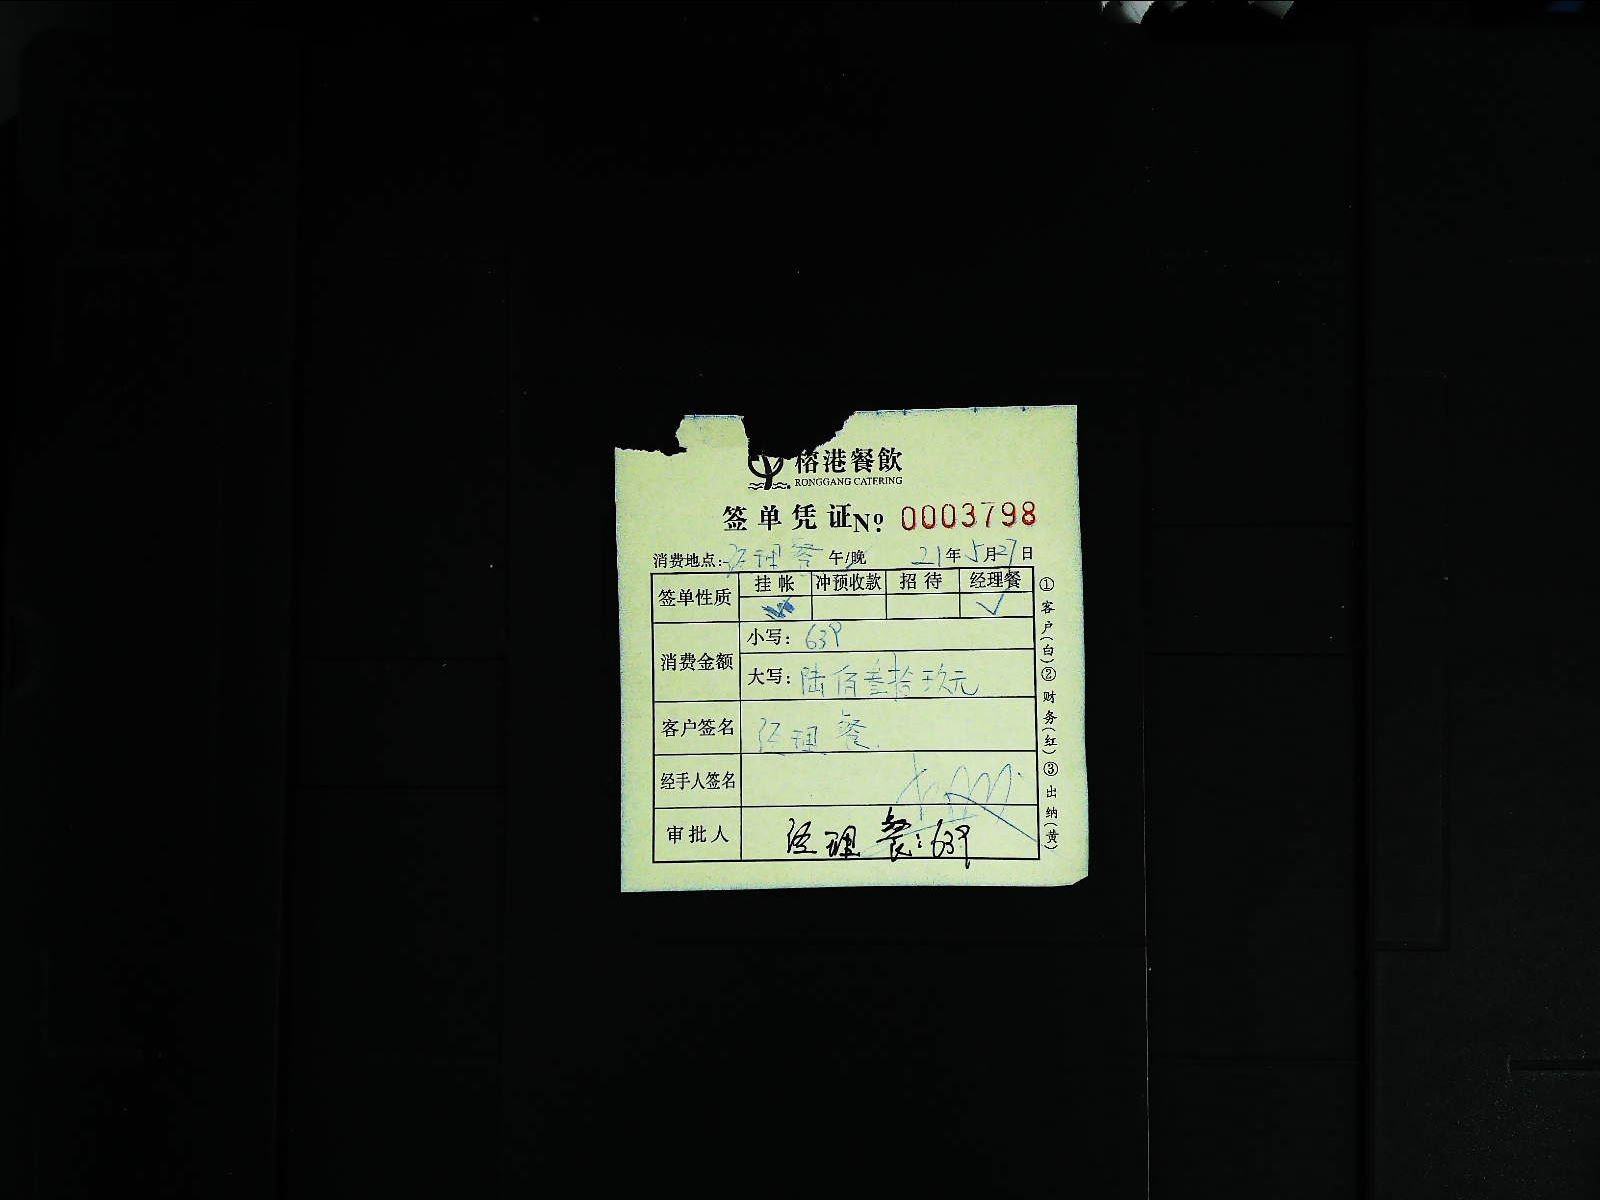 榕港餐飲
RONGGANG CATERING
签单凭证 No: 0003798
消费地点: 经理餐 午/晚 21年5月27日
签单性质 挂帐 冲预收款 招待 经理餐
√
消费金额 小写: 639
大写: 陆佰叁拾玖元
客户签名 经理餐
经手人签名
审批人 经理餐:639
①客户(白)②财务(红)③出纳(黄)